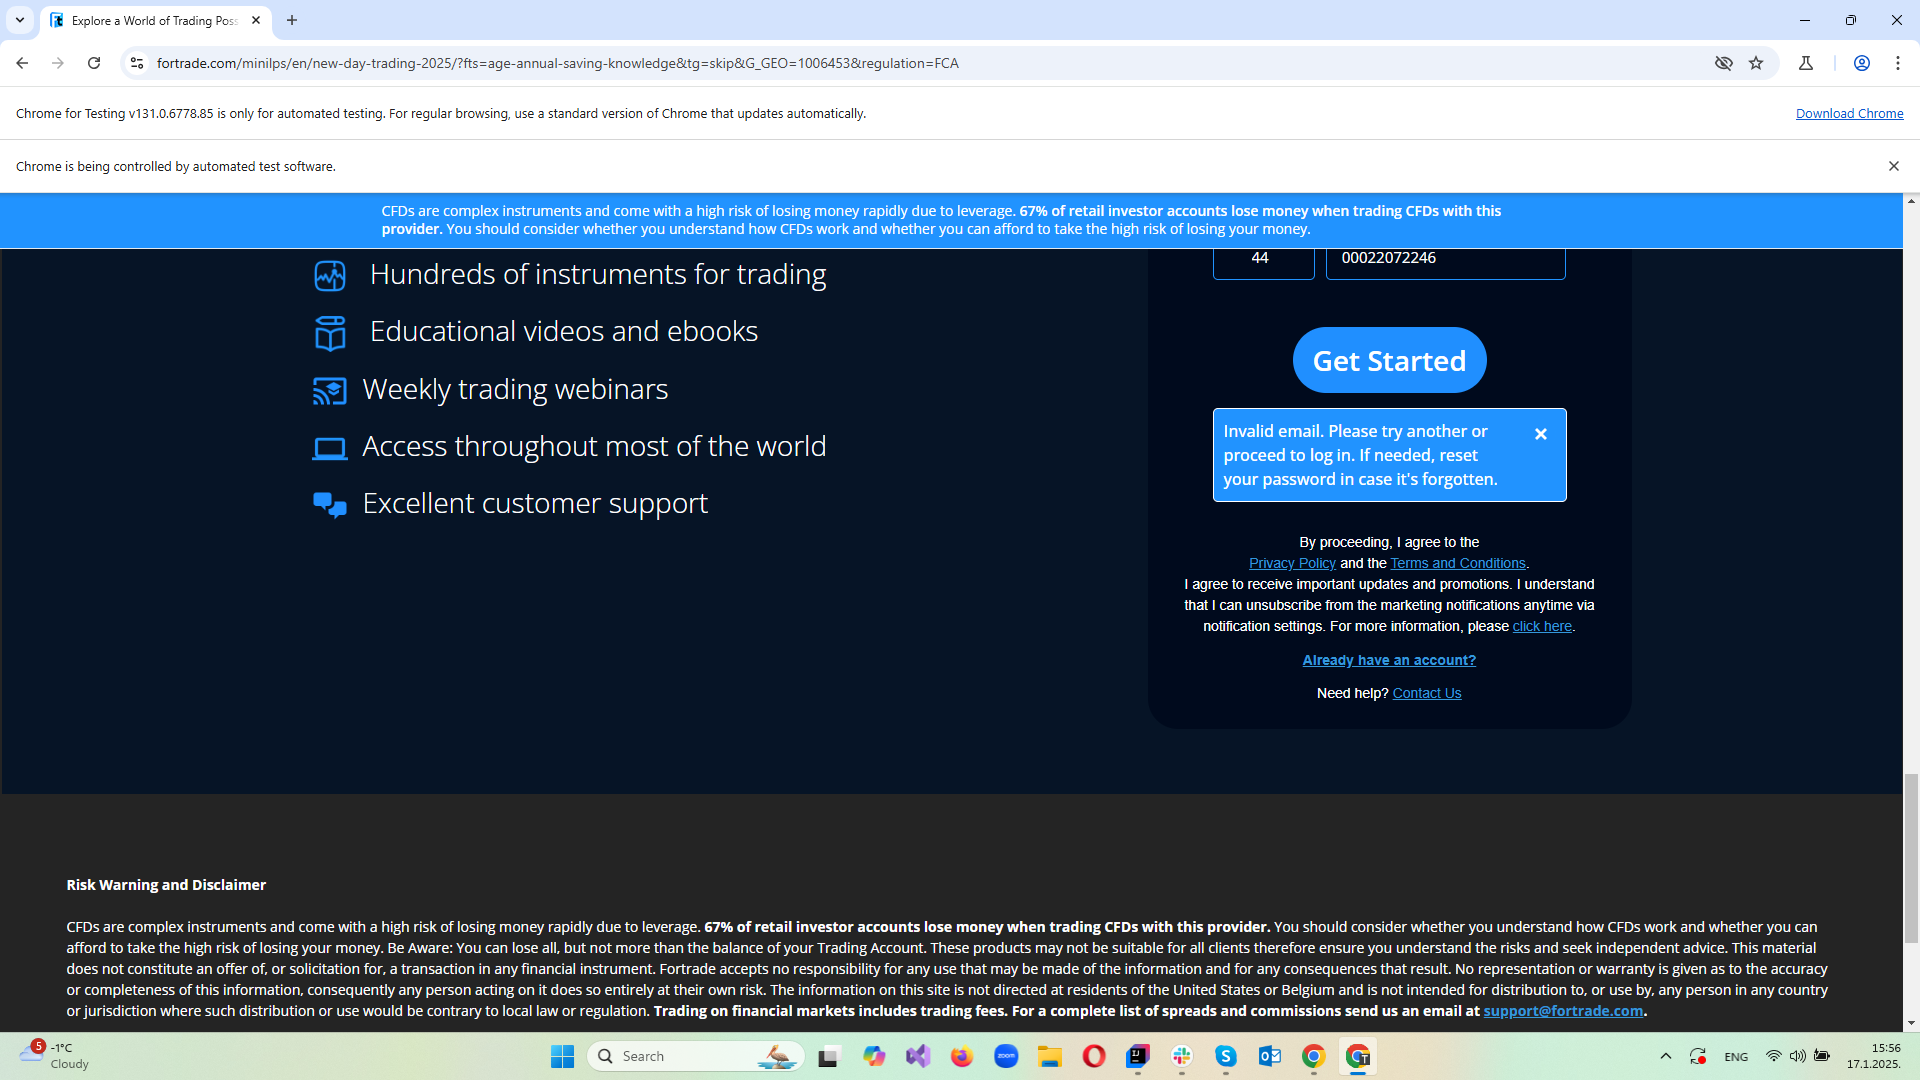 Explore a World of Trading Poss
fortrade.com/minilps/en/new-day-trading-2025/?fts=age-annual-saving-knowledge&tg=skip&G_GEO=1006453&regulation=FCA
Chrome for Testing v131.0.6778.85 is only for automated testing. For regular browsing, use a standard version of Chrome that updates automatically.
Download Chrome
Chrome is being controlled by automated test software.
CFDs are complex instruments and come with a high risk of losing money rapidly due to leverage. 67% of retail investor accounts lose money when trading CFDs with this
provider. You should consider whether you understand how CFDs work and whether you can afford to take the high risk of losing your money.
Hundreds of instruments for trading
Educational videos and ebooks
Weekly trading webinars
Access throughout most of the world
Excellent customer support
44
00022072246
Get Started
Invalid email. Please try another or
proceed to log in. If needed, reset
your password in case it's forgotten.
By proceeding, I agree to the
Privacy Policy and the Terms and Conditions.
I agree to receive important updates and promotions. I understand
that I can unsubscribe from the marketing notifications anytime via
notification settings. For more information, please click here.
Already have an account?
Need help? Contact Us
Risk Warning and Disclaimer
CFDs are complex instruments and come with a high risk of losing money rapidly due to leverage. 67% of retail investor accounts lose money when trading CFDs with this provider. You should consider whether you understand how CFDs work and whether you can
afford to take the high risk of losing your money. Be Aware: You can lose all, but not more than the balance of your Trading Account. These products may not be suitable for all clients therefore ensure you understand the risks and seek independent advice. This material
does not constitute an offer of, or solicitation for, a transaction in any financial instrument. Fortrade accepts no responsibility for any use that may be made of the information and for any consequences that result. No representation or warranty is given as to the accuracy
or completeness of this information, consequently any person acting on it does so entirely at their own risk. The information on this site is not directed at residents of the United States or Belgium and is not intended for distribution to, or use by, any person in any country
or jurisdiction where such distribution or use would be contrary to local law or regulation. Trading on financial markets includes trading fees. For a complete list of spreads and commissions send us an email at support@fortrade.com.
5
-1°C
Cloudy
Search
zoom
ENG
15:56
17.1.2025.